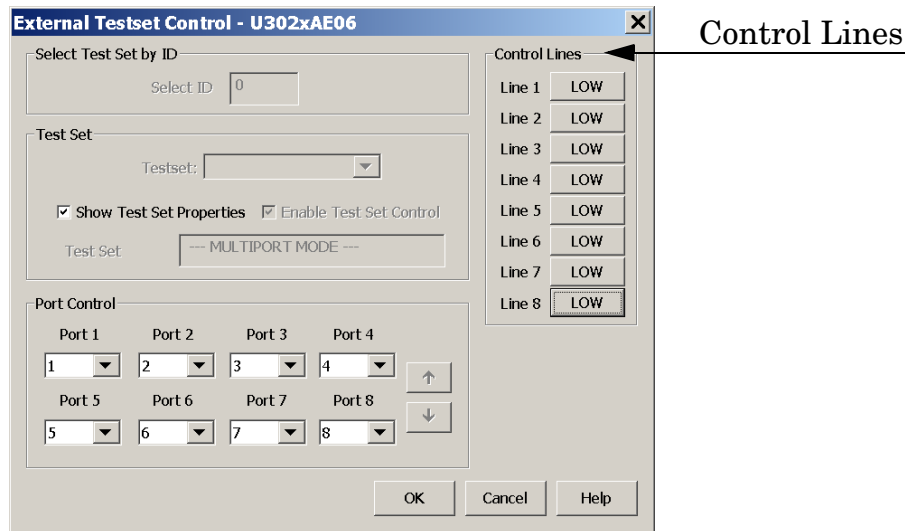 External Testset Control - U302xAE06
Control Lines
Select Test Set by ID
Select ID 0
Test Set
Testset:
Show Test Set Properties Enable Test Set Control
Test Set --- MULTIPORT MODE ---
Control Lines
Line 1 LOW
Line 2 LOW
Line 3 LOW
Line 4 LOW
Line 5 LOW
Line 6 LOW
Line 7 LOW
Line 8 LOW
Port Control
Port 1 Port 2 Port 3 Port 4
1 2 3 4
Port 5 Port 6 Port 7 Port 8
5 6 7 8
OK Cancel Help